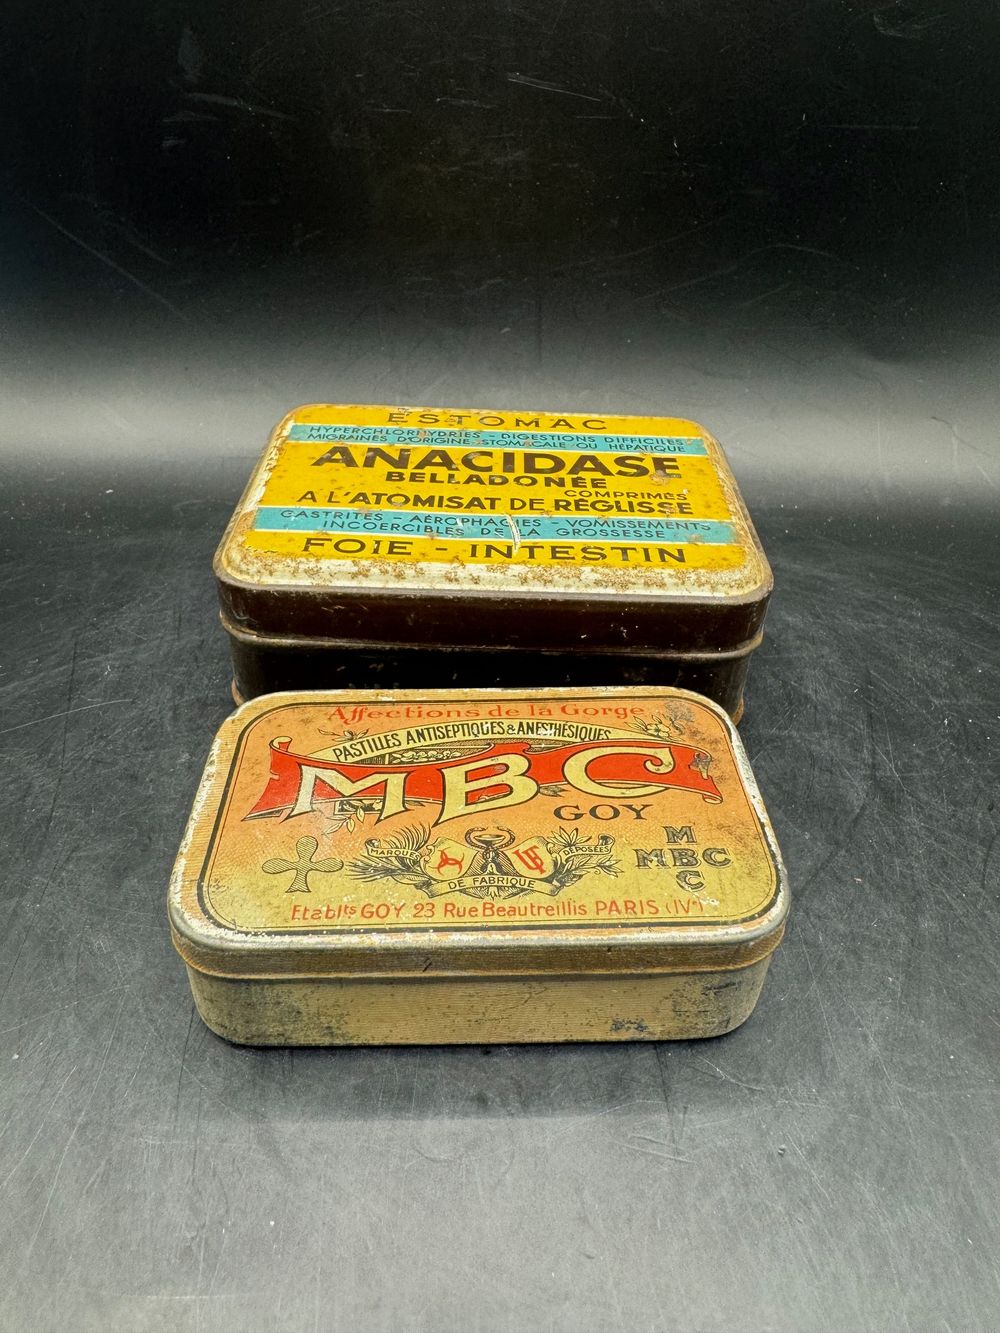 ESTOMAC
HYPERCHLORHYDRIES - DIGESTIONS DIFFICILES
MIGRAINES D'ORIGINE STOMACALE OU HÉPATIQUE
ANACIDASE
BELLADONÉE
COMPRIMÉS
A L'ATOMISAT DE RÉGLISSE
GASTRITES - AÉROPHAGIES - VOMISSEMENTS
INCOERCIBLES DE LA GROSSESSE
FOIE - INTESTIN
Affections de la Gorge
PASTILLES ANTISEPTIQUES & ANESTHÉSIQUES
MBC
GOY
M
MBC
C
MARQUES DÉPOSÉES
DE FABRIQUE
Etablts GOY 23 Rue Beautreillis PARIS (IVe)